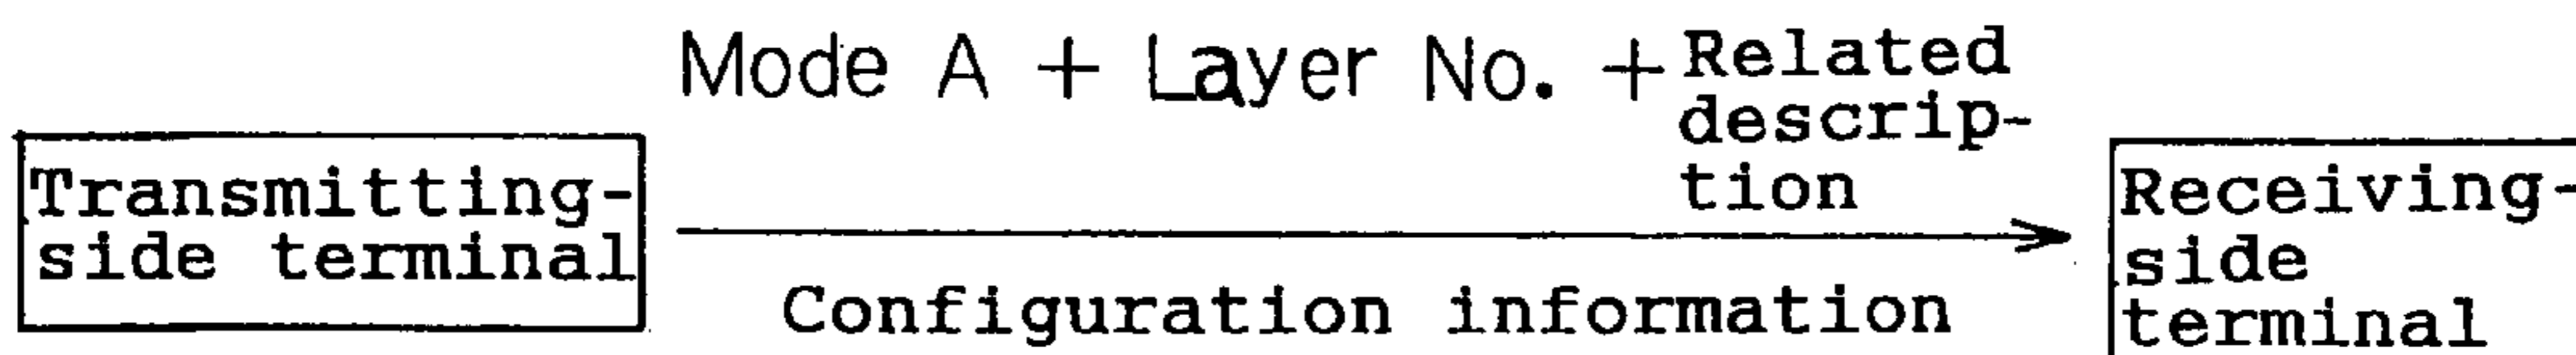 Mode A + Layer No. + Related
descrip-
tion
Transmitting-
side terminal
Configuration information
Receiving-
side
terminal